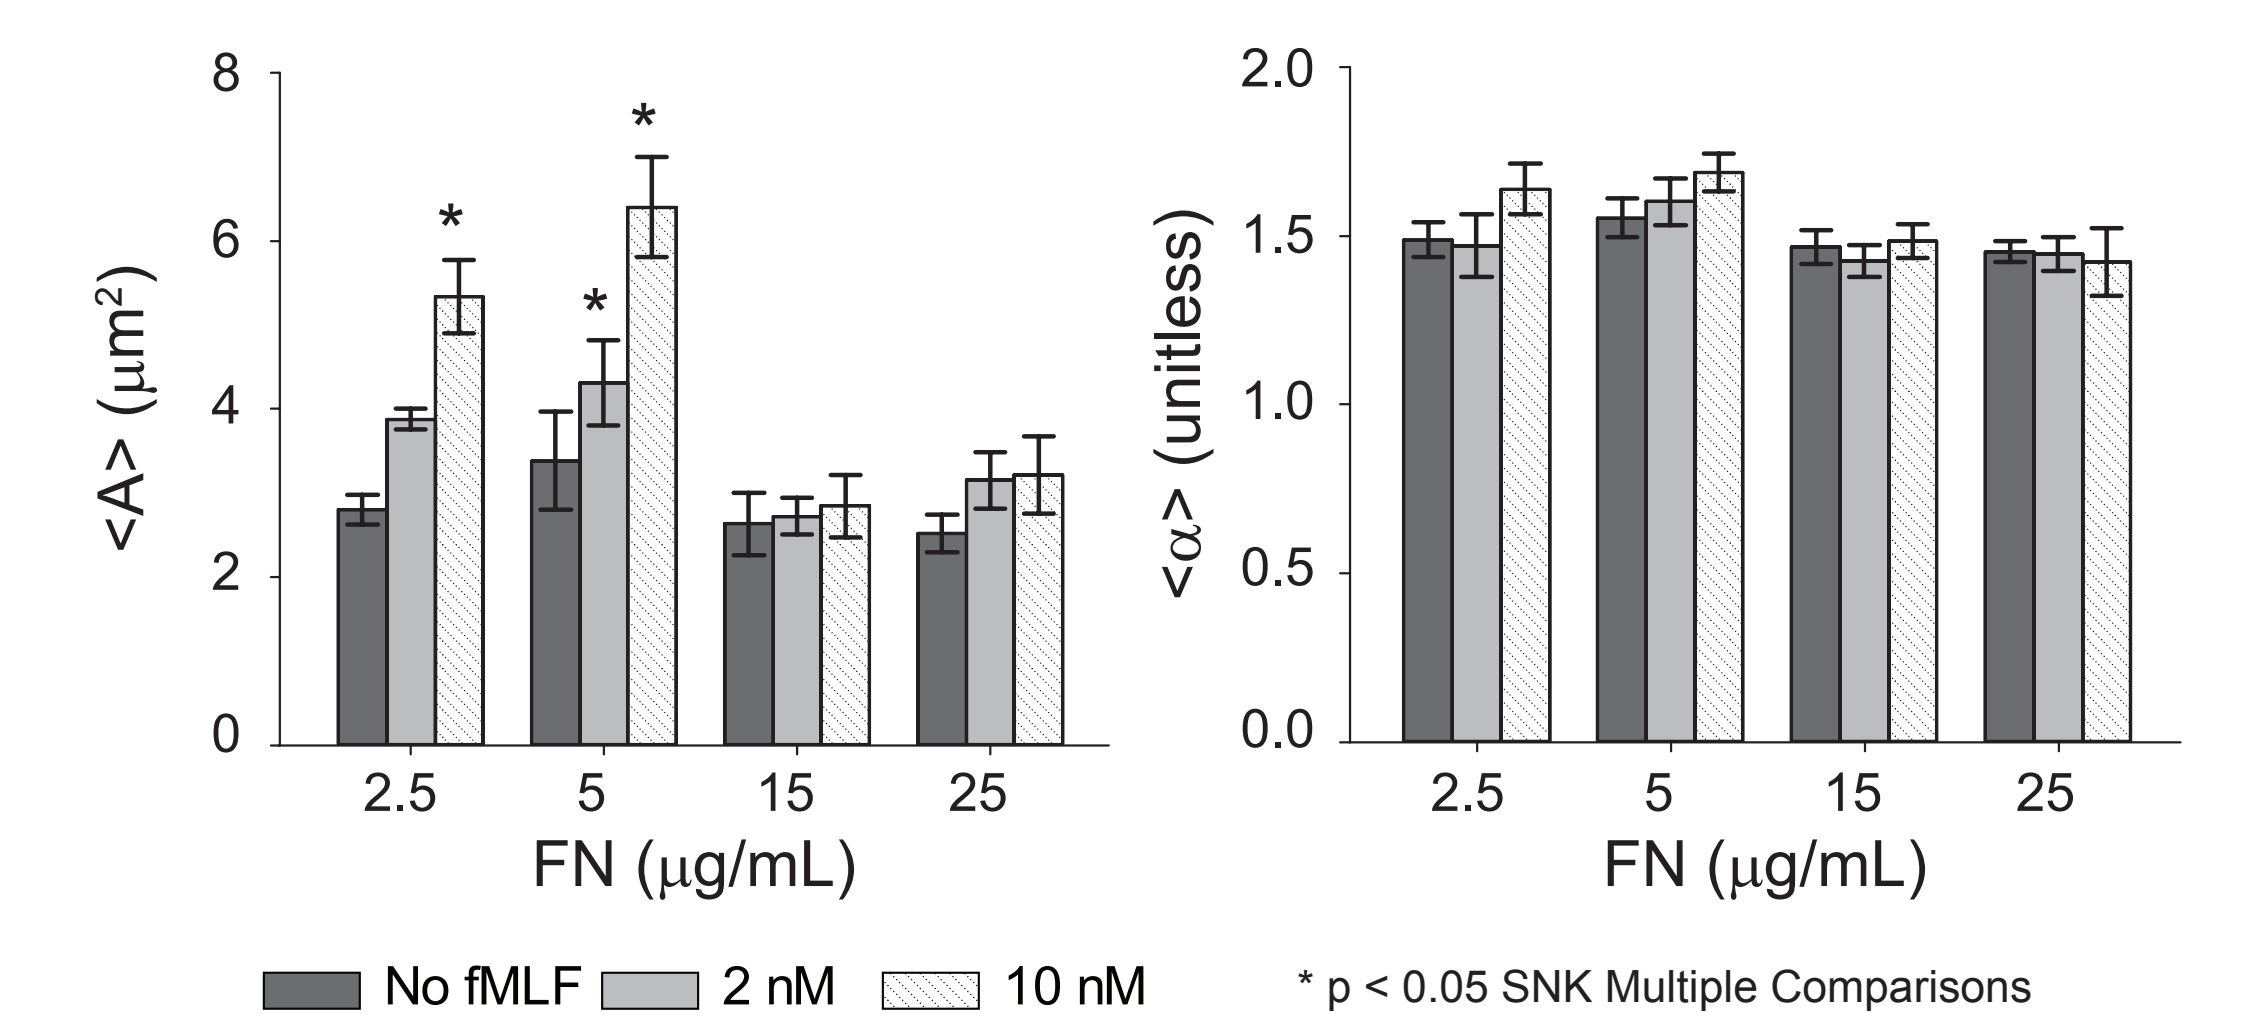 <A> (μm²)
8
6
4
2
0
*
*
*
2.5 5 15 25
FN (μg/mL)
<α> (unitless)
2.0
1.5
1.0
0.5
0.0
2.5 5 15 25
FN (μg/mL)
No fMLF 2 nM 10 nM
* p < 0.05 SNK Multiple Comparisons